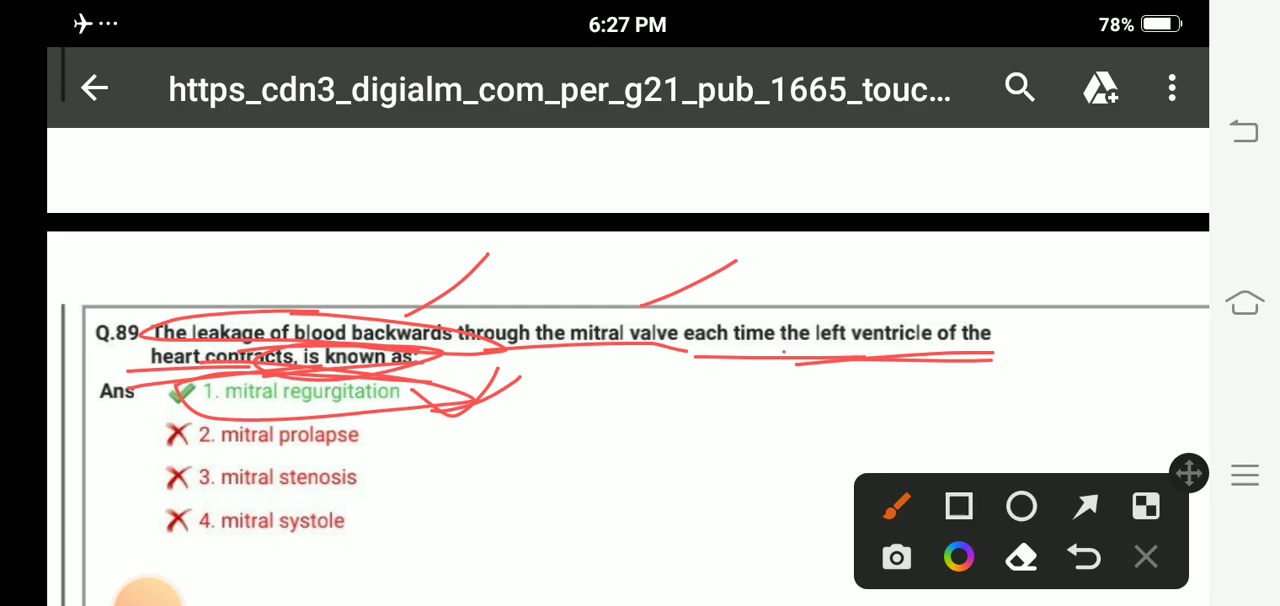 6:27 PM
78%
https_cdn3_digialm_com_per_g21_pub_1665_touc...
Q.89 The leakage of blood backwards through the mitral valve each time the left ventricle of the
heart contracts, is known as:
Ans 1. mitral regurgitation
2. mitral prolapse
3. mitral stenosis
4. mitral systole